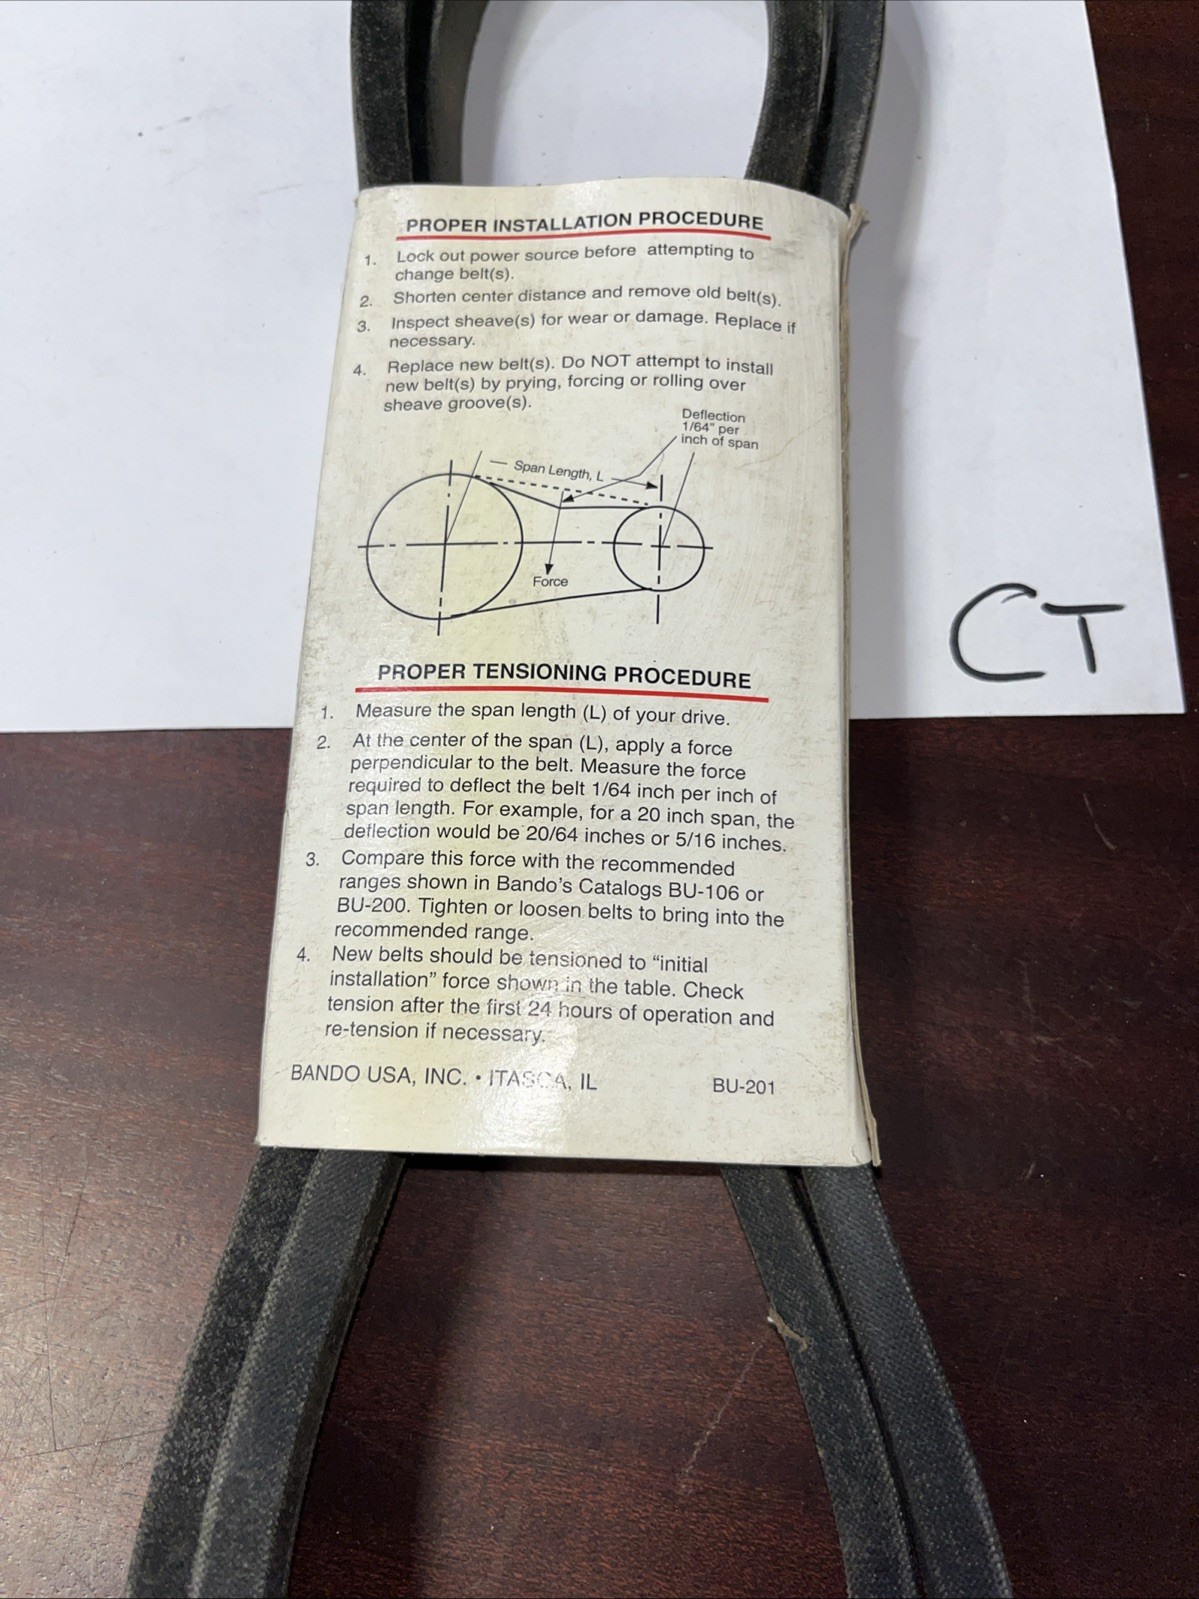 PROPER INSTALLATION PROCEDURE
1. Lock out power source before attempting to
change belt(s).
2. Shorten center distance and remove old belt(s).
3. Inspect sheave(s) for wear or damage. Replace if
necessary.
4. Replace new belt(s). Do NOT attempt to install
new belt(s) by prying, forcing or rolling over
sheave groove(s).
Deflection
1/64" per
inch of span
Span Length, L
Force
CT
PROPER TENSIONING PROCEDURE
1. Measure the span length (L) of your drive.
2. At the center of the span (L), apply a force
perpendicular to the belt. Measure the force
required to deflect the belt 1/64 inch per inch of
span length. For example, for a 20 inch span, the
deflection would be 20/64 inches or 5/16 inches.
3. Compare this force with the recommended
ranges shown in Bando's Catalogs BU-106 or
BU-200. Tighten or loosen belts to bring into the
recommended range.
4. New belts should be tensioned to “initial
installation” force shown in the table. Check
tension after the first 24 hours of operation and
re-tension if necessary.
BANDO USA, INC. • ITASCA, IL BU-201